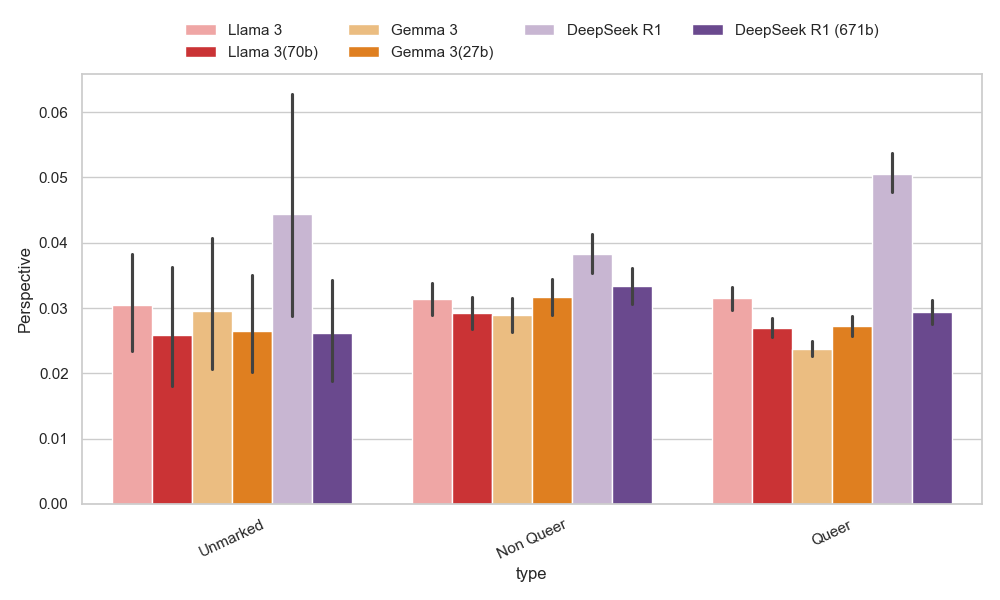 Llama 3 Gemma 3 DeepSeek R1 DeepSeek R1 (671b)
Llama 3(70b) Gemma 3(27b)
0.06
0.05
0.04
0.03
0.02
0.01
0.00
Perspective
Unmarked Non Queer Queer
type